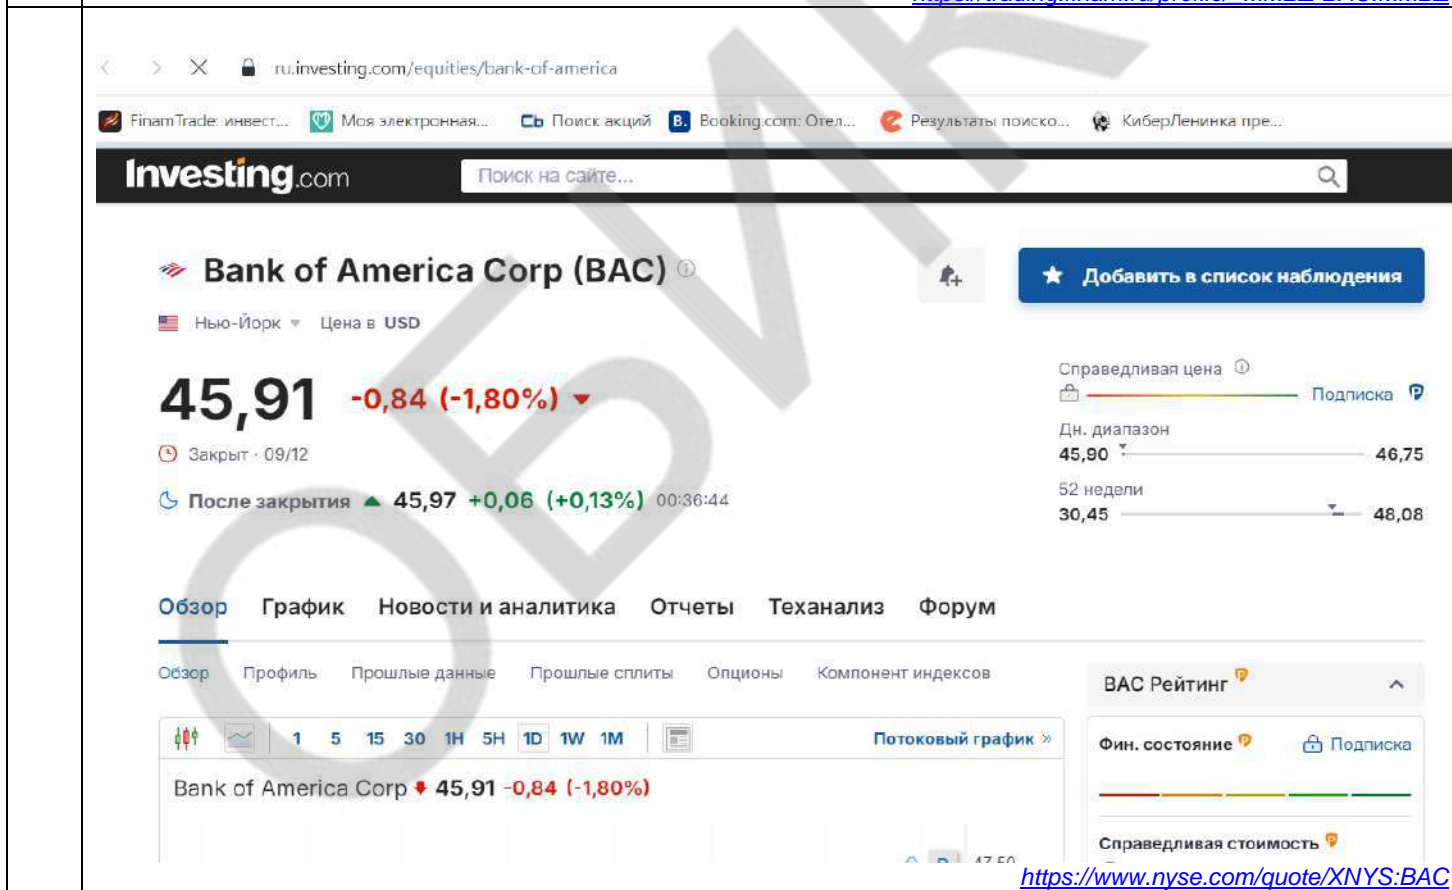 ru.investing.com/equities/bank-of-america
FinamTrade: инвест... Моя электронная... Поиск акций Booking.com: Отел... Результаты поиско... КиберЛенинка пре...
Investing.com Поиск на сайте...
Bank of America Corp (BAC)
Добавить в список наблюдения
Нью-Йорк Цена в USD
45,91 -0,84 (-1,80%)
Справедливая цена
Подписка
Закрыт · 09/12
Дн. диапазон
45,90 46,75
После закрытия 45,97 +0,06 (+0,13%) 00:36:44
52 недели
30,45 48,08
Обзор График Новости и аналитика Отчеты Теханализ Форум
Обзор Профиль Прошлые данные Прошлые сплиты Опционы Компонент индексов
BAC Рейтинг
1 5 15 30 1H 5H 1D 1W 1M Потоковый график »
Фин. состояние Подписка
Bank of America Corp 45,91 -0,84 (-1,80%)
Справедливая стоимость
https://www.nyse.com/quote/XNYS:BAC
ОБИК